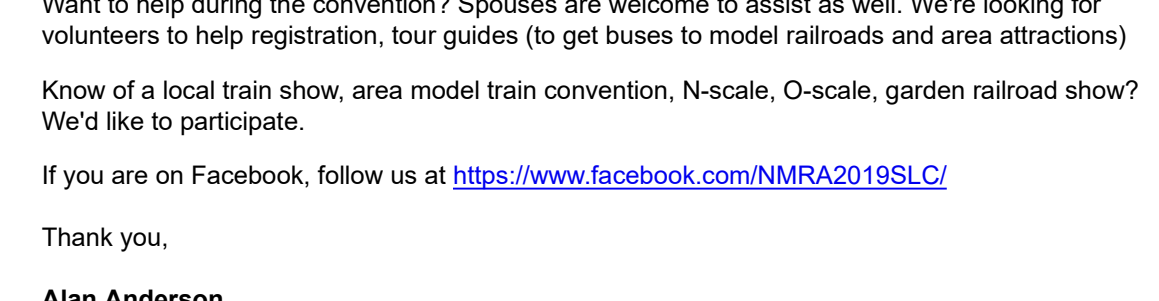 Want to help during the convention? Spouses are welcome to assist as well. We're looking for
volunteers to help registration, tour guides (to get buses to model railroads and area attractions)
Know of a local train show, area model train convention, N-scale, O-scale, garden railroad show?
We'd like to participate.
If you are on Facebook, follow us at https://www.facebook.com/NMRA2019SLC/
Thank you,
Alan Anderson